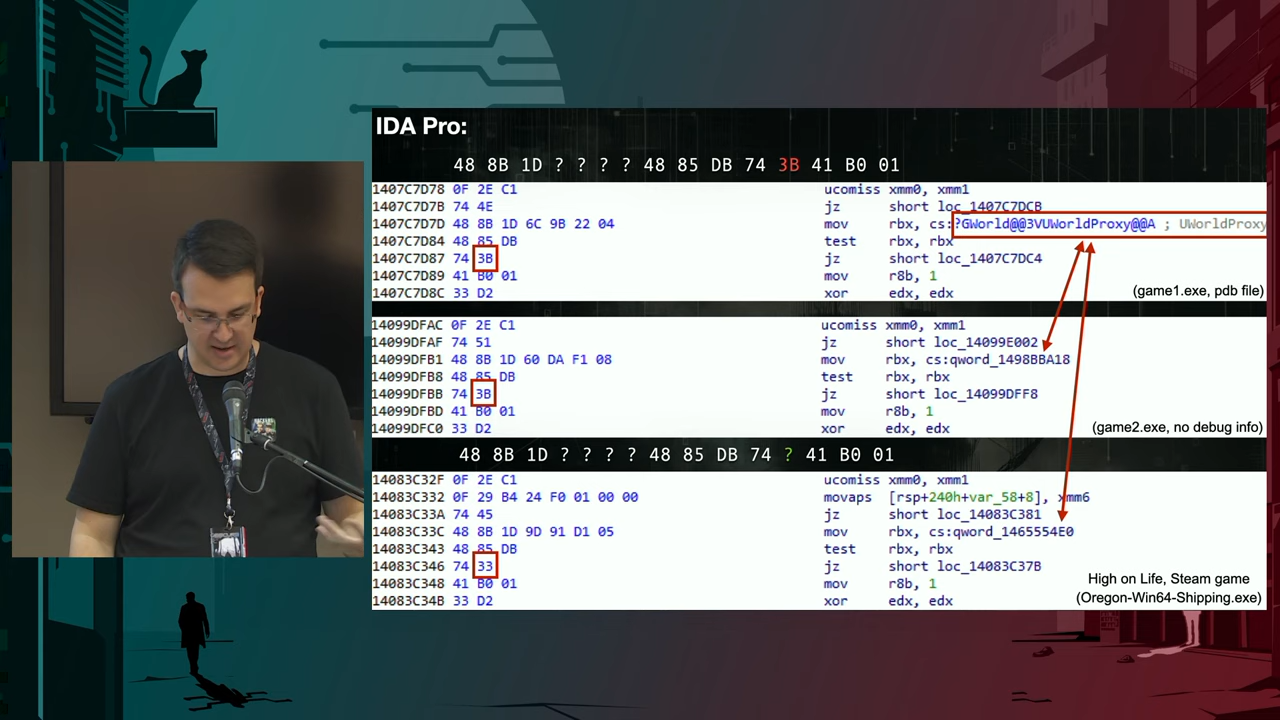 IDA Pro:
48 8B 1D ? ? ? ? 48 85 DB 74 3B 41 B0 01
1407C7D78 0F 2E C1 ucomiss xmm0, xmm1
1407C7D7B 74 4E jz short loc_1407C7DCB
1407C7D7D 48 8B 1D 6C 9B 22 04 mov rbx, cs:?GWorld@@3VUWorldProxy@@A ; UWorldProxy
1407C7D84 48 85 DB test rbx, rbx
1407C7D87 74 3B jz short loc_1407C7DC4
1407C7D89 41 B0 01 mov r8b, 1
1407C7D8C 33 D2 xor edx, edx
(game1.exe, pdb file)
14099DFAC 0F 2E C1 ucomiss xmm0, xmm1
14099DFAF 74 51 jz short loc_14099E002
14099DFB1 48 8B 1D 60 DA F1 08 mov rbx, cs:qword_1498BBA18
14099DFB8 48 85 DB test rbx, rbx
14099DFBB 74 3B jz short loc_14099DFF8
14099DFBD 41 B0 01 mov r8b, 1
14099DFC0 33 D2 xor edx, edx
(game2.exe, no debug info)
48 8B 1D ? ? ? ? 48 85 DB 74 ? 41 B0 01
14083C32F 0F 2E C1 ucomiss xmm0, xmm1
14083C332 0F 29 B4 24 F0 01 00 00 movaps [rsp+240h+var_58+8], xmm6
14083C33A 74 45 jz short loc_14083C381
14083C33C 48 8B 1D 9D 91 D1 05 mov rbx, cs:qword_1465554E0
14083C343 48 85 DB test rbx, rbx
14083C346 74 33 jz short loc_14083C37B
14083C348 41 B0 01 mov r8b, 1
14083C34B 33 D2 xor edx, edx
High on Life, Steam game
(Oregon-Win64-Shipping.exe)